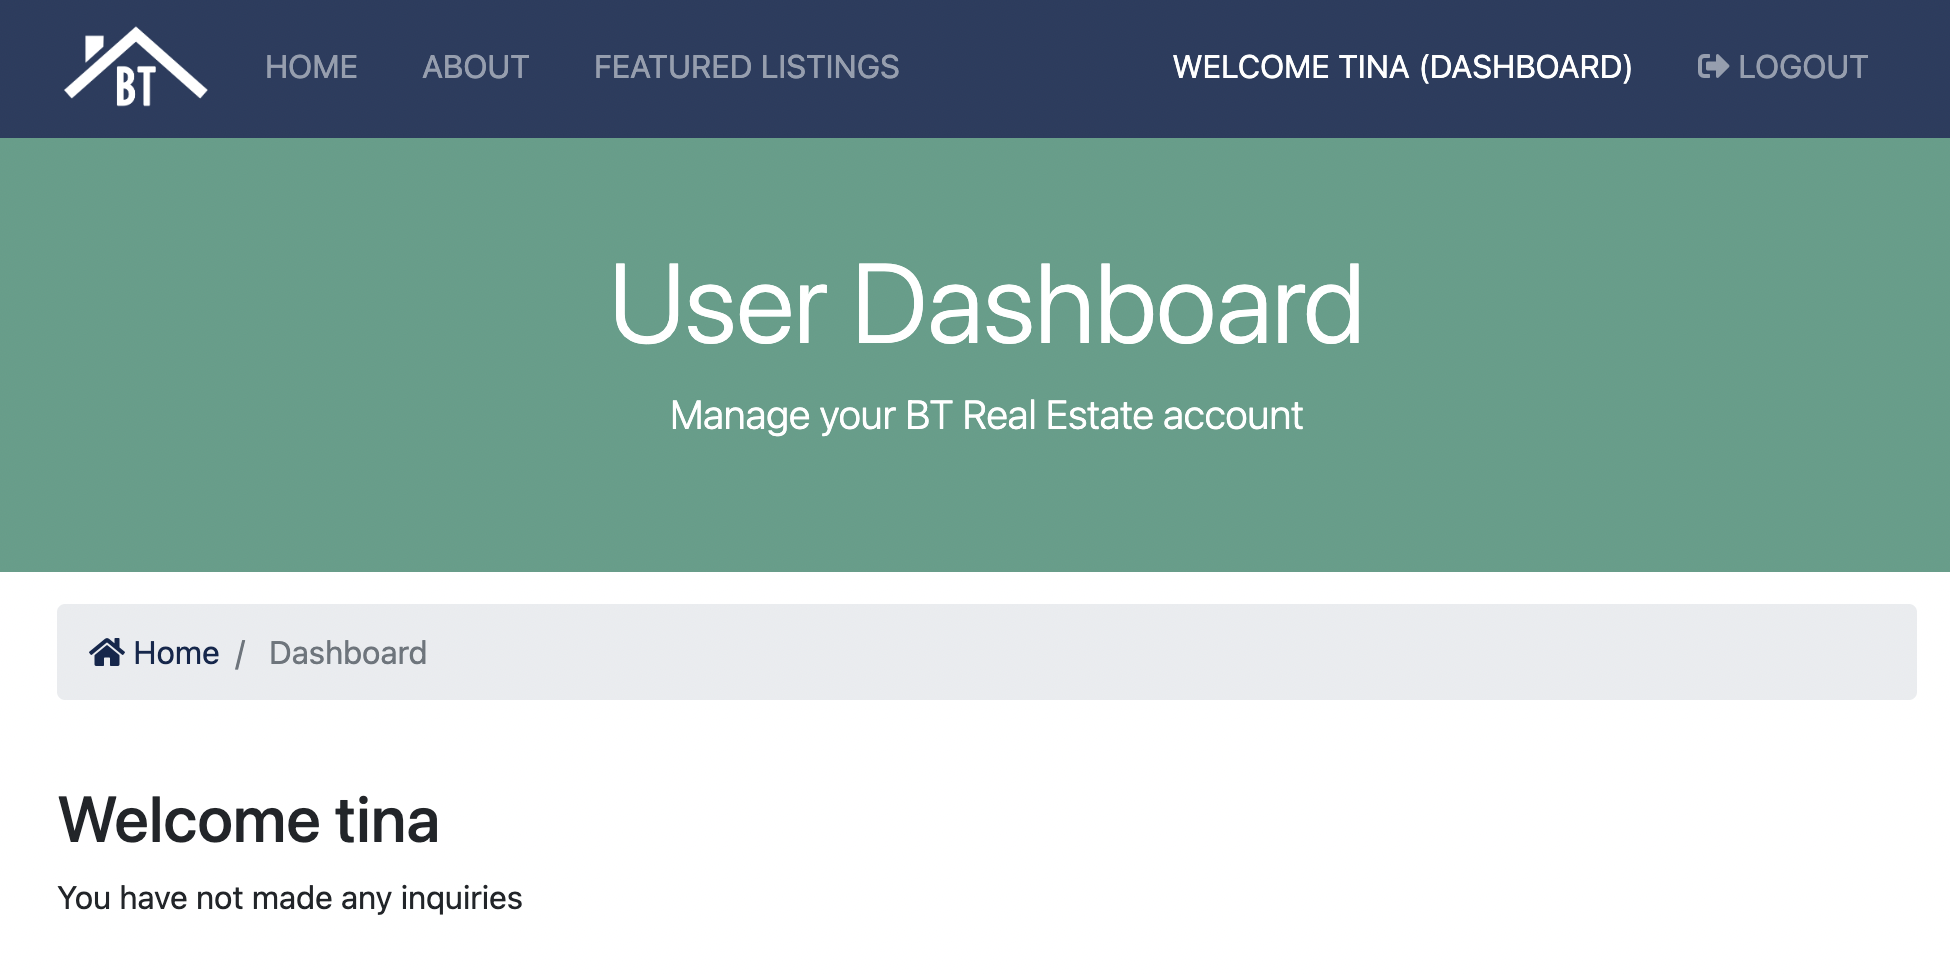 BT
HOME ABOUT FEATURED LISTINGS WELCOME TINA (DASHBOARD) LOGOUT
User Dashboard
Manage your BT Real Estate account
Home / Dashboard
Welcome tina
You have not made any inquiries